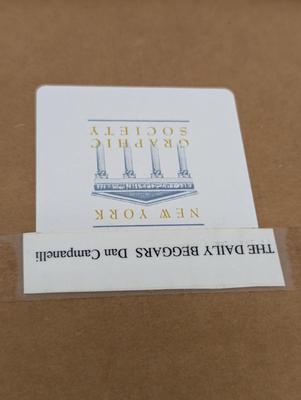 THE DAILY BEGGARS Dan Campanelli
NEW YORK
GRAPHIC
SOCIETY